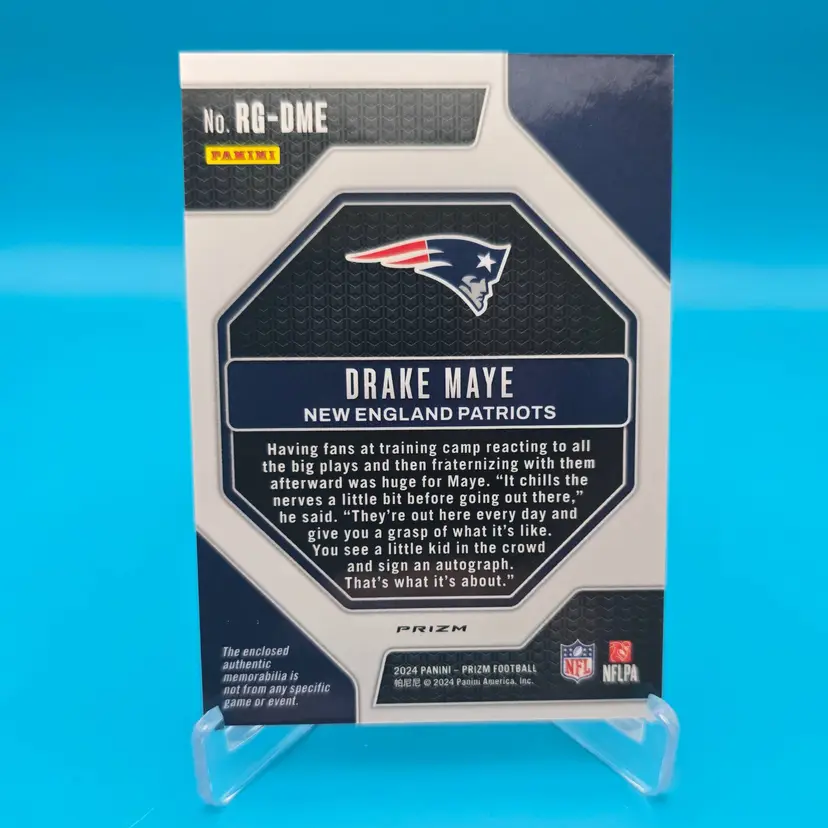 No. RG-DME
PANINI
DRAKE MAYE
NEW ENGLAND PATRIOTS
Having fans at training camp reacting to all
the big plays and then fraternizing with them
afterward was huge for Maye. “It chills the
nerves a little bit before going out there,”
he said. “They’re out here every day and
give you a grasp of what it’s like.
You see a little kid in the crowd
and sign an autograph.
That’s what it’s about.”
PRIZM
The enclosed
authentic
memorabilia is
not from any specific
game or event.
2024 PANINI – PRIZM FOOTBALL
帕尼尼 © 2024 Panini America, Inc.
NFL
NFLPA